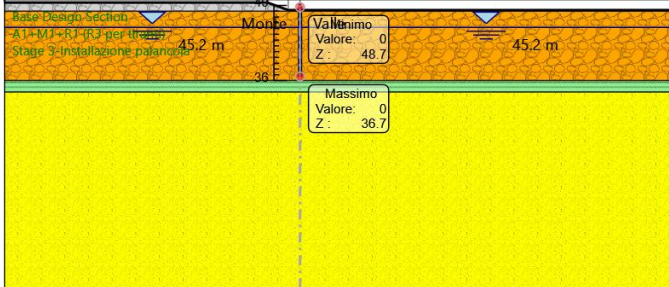 Base Design Section
A1+M1+R1 (R3 per tiranti)
Stage 3-Installazione palancola
Monte
Valle
45.2 m
45.2 m
36
Minimo
Valore: 0
Z : 48.7
Massimo
Valore: 0
Z : 36.7